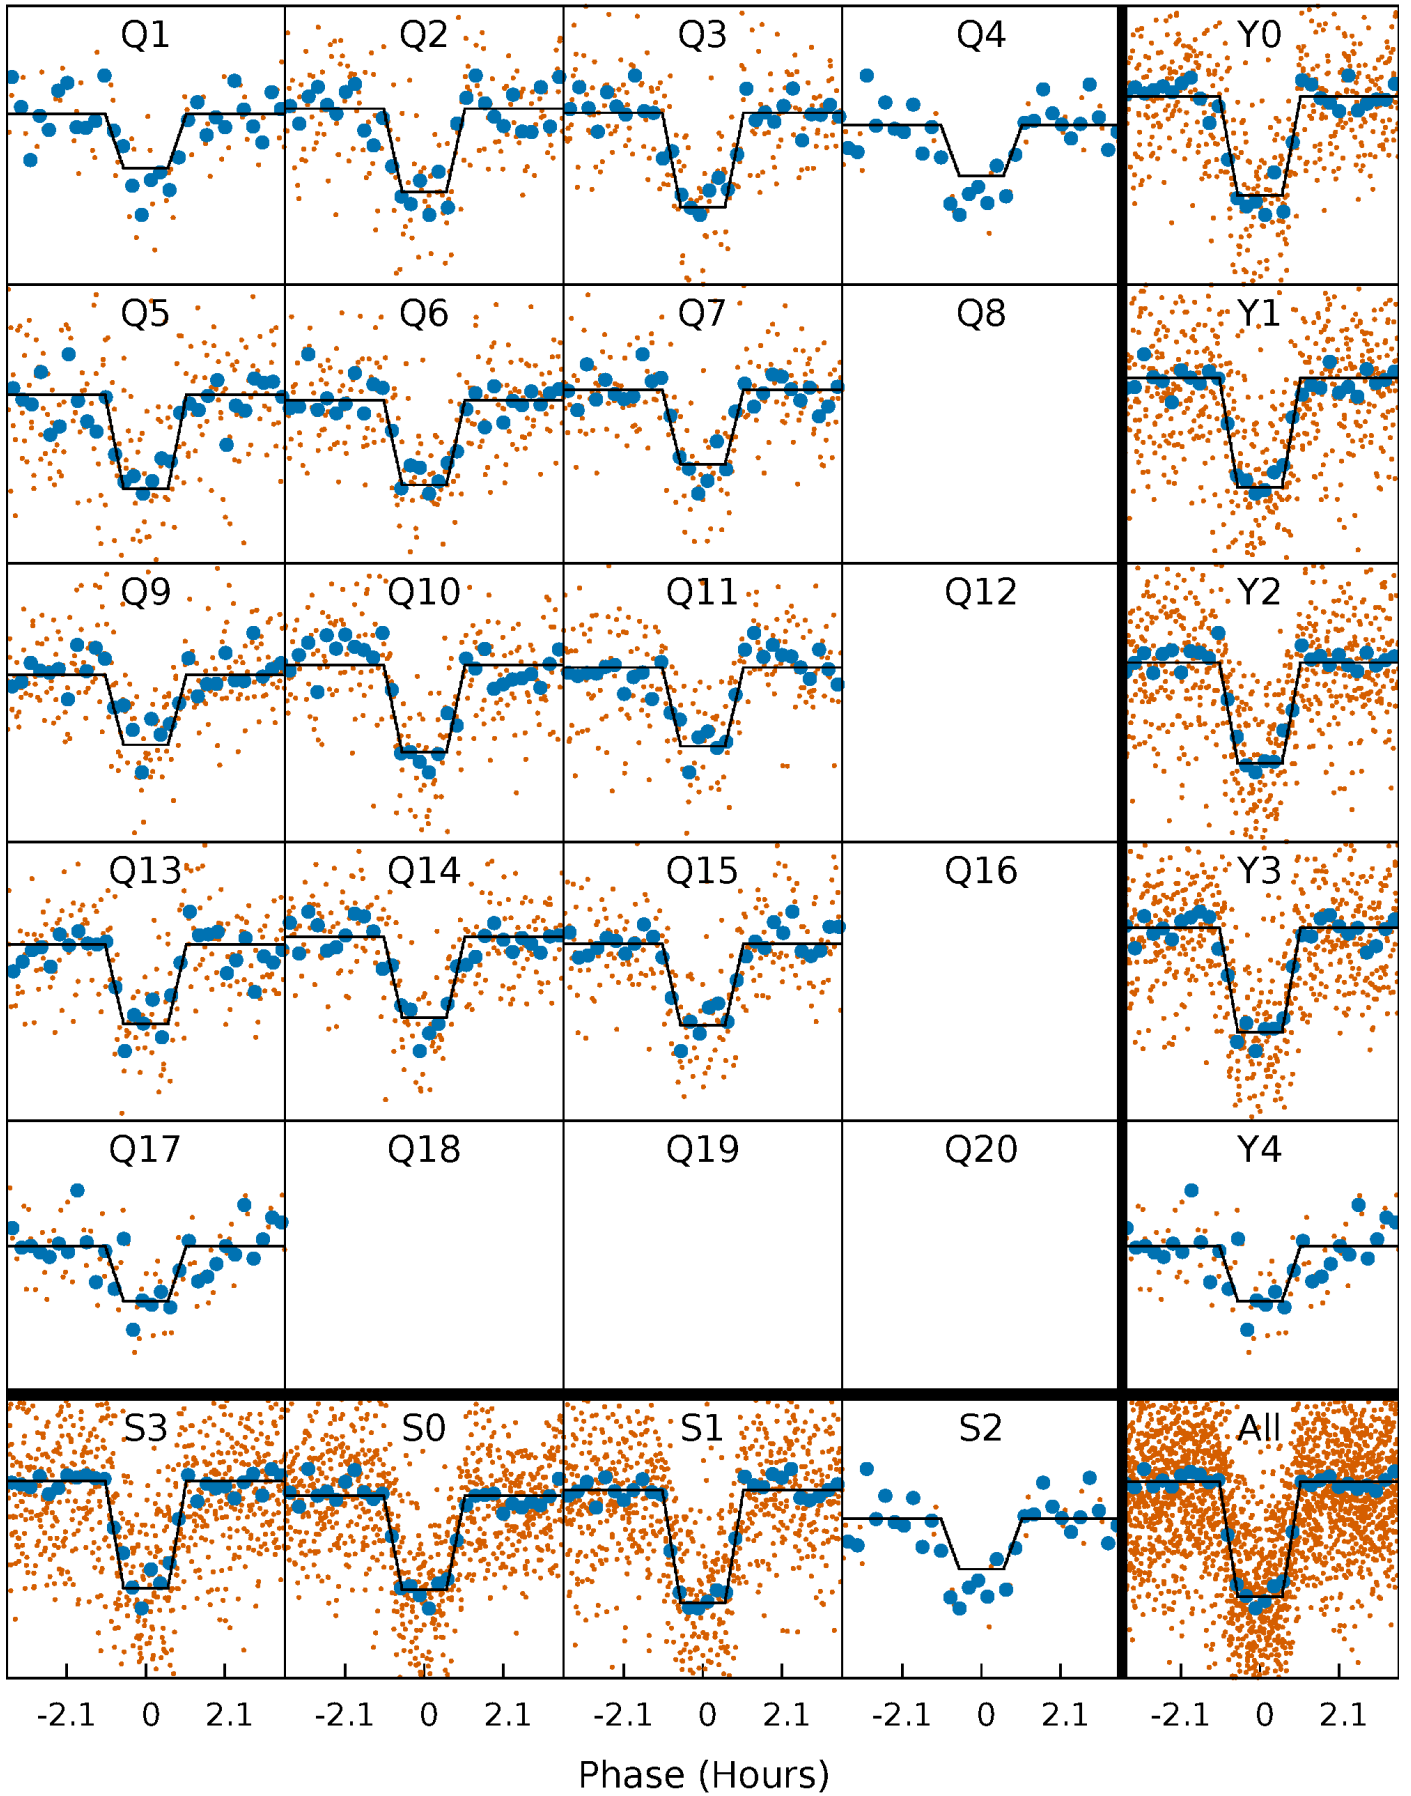 Q1 Q2 Q3 Q4 Y0
Q5 Q6 Q7 Q8 Y1
Q9 Q10 Q11 Q12 Y2
Q13 Q14 Q15 Q16 Y3
Q17 Q18 Q19 Q20 Y4
S3 S0 S1 S2 All
-2.1 0 2.1 -2.1 0 2.1 -2.1 0 2.1 -2.1 0 2.1 -2.1 0 2.1
Phase (Hours)